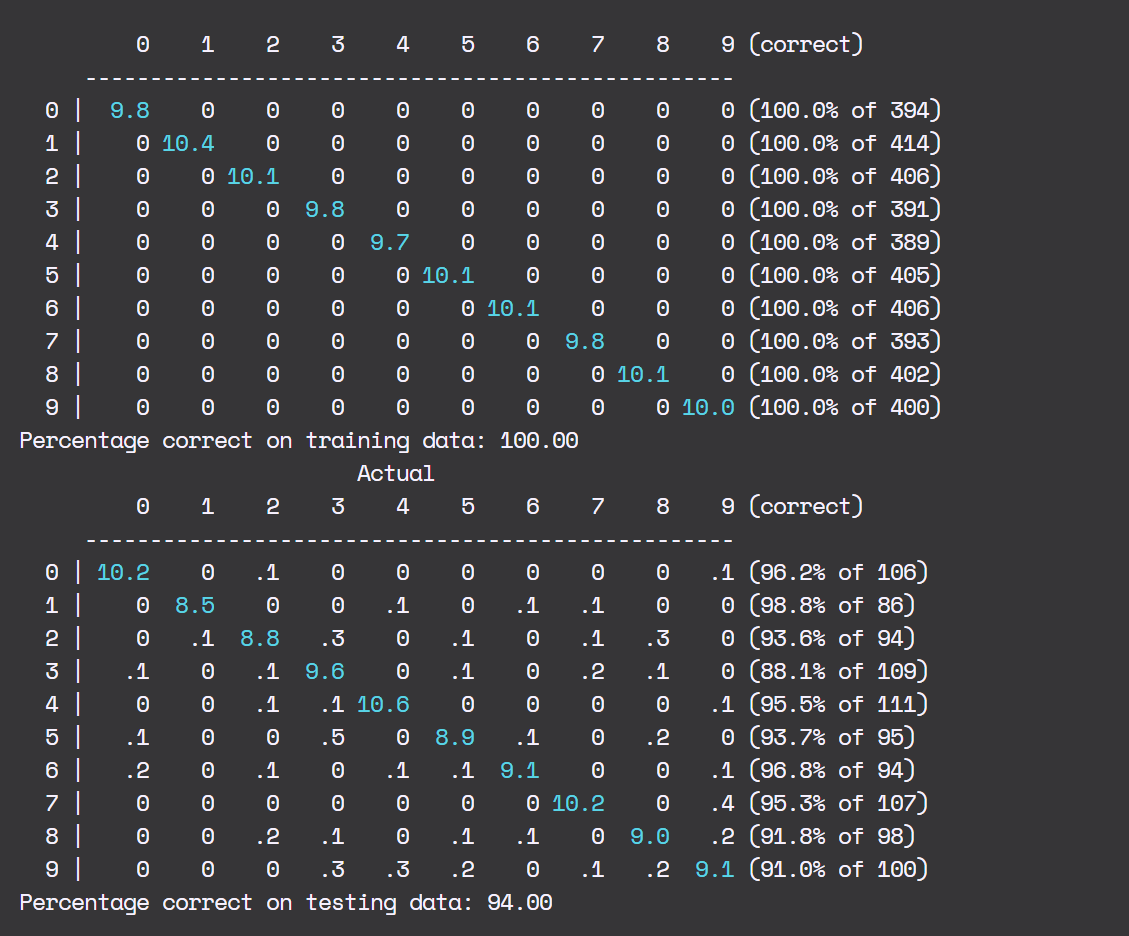 0 1 2 3 4 5 6 7 8 9 (correct)
--------------------------------------------------
0 | 9.8 0 0 0 0 0 0 0 0 0 (100.0% of 394)
1 | 0 10.4 0 0 0 0 0 0 0 0 (100.0% of 414)
2 | 0 0 10.1 0 0 0 0 0 0 0 (100.0% of 406)
3 | 0 0 0 9.8 0 0 0 0 0 0 (100.0% of 391)
4 | 0 0 0 0 9.7 0 0 0 0 0 (100.0% of 389)
5 | 0 0 0 0 0 10.1 0 0 0 0 (100.0% of 405)
6 | 0 0 0 0 0 0 10.1 0 0 0 (100.0% of 406)
7 | 0 0 0 0 0 0 0 9.8 0 0 (100.0% of 393)
8 | 0 0 0 0 0 0 0 0 10.1 0 (100.0% of 402)
9 | 0 0 0 0 0 0 0 0 0 10.0 (100.0% of 400)
Percentage correct on training data: 100.00
Actual
0 1 2 3 4 5 6 7 8 9 (correct)
--------------------------------------------------
0 | 10.2 0 .1 0 0 0 0 0 0 .1 (96.2% of 106)
1 | 0 8.5 0 0 .1 0 .1 .1 0 0 (98.8% of 86)
2 | 0 .1 8.8 .3 0 .1 0 .1 .3 0 (93.6% of 94)
3 | .1 0 .1 9.6 0 .1 0 .2 .1 0 (88.1% of 109)
4 | 0 0 .1 .1 10.6 0 0 0 0 .1 (95.5% of 111)
5 | .1 0 0 .5 0 8.9 .1 0 .2 0 (93.7% of 95)
6 | .2 0 .1 0 .1 .1 9.1 0 0 .1 (96.8% of 94)
7 | 0 0 0 0 0 0 0 10.2 0 .4 (95.3% of 107)
8 | 0 0 .2 .1 0 .1 .1 0 9.0 .2 (91.8% of 98)
9 | 0 0 0 .3 .3 .2 0 .1 .2 9.1 (91.0% of 100)
Percentage correct on testing data: 94.00